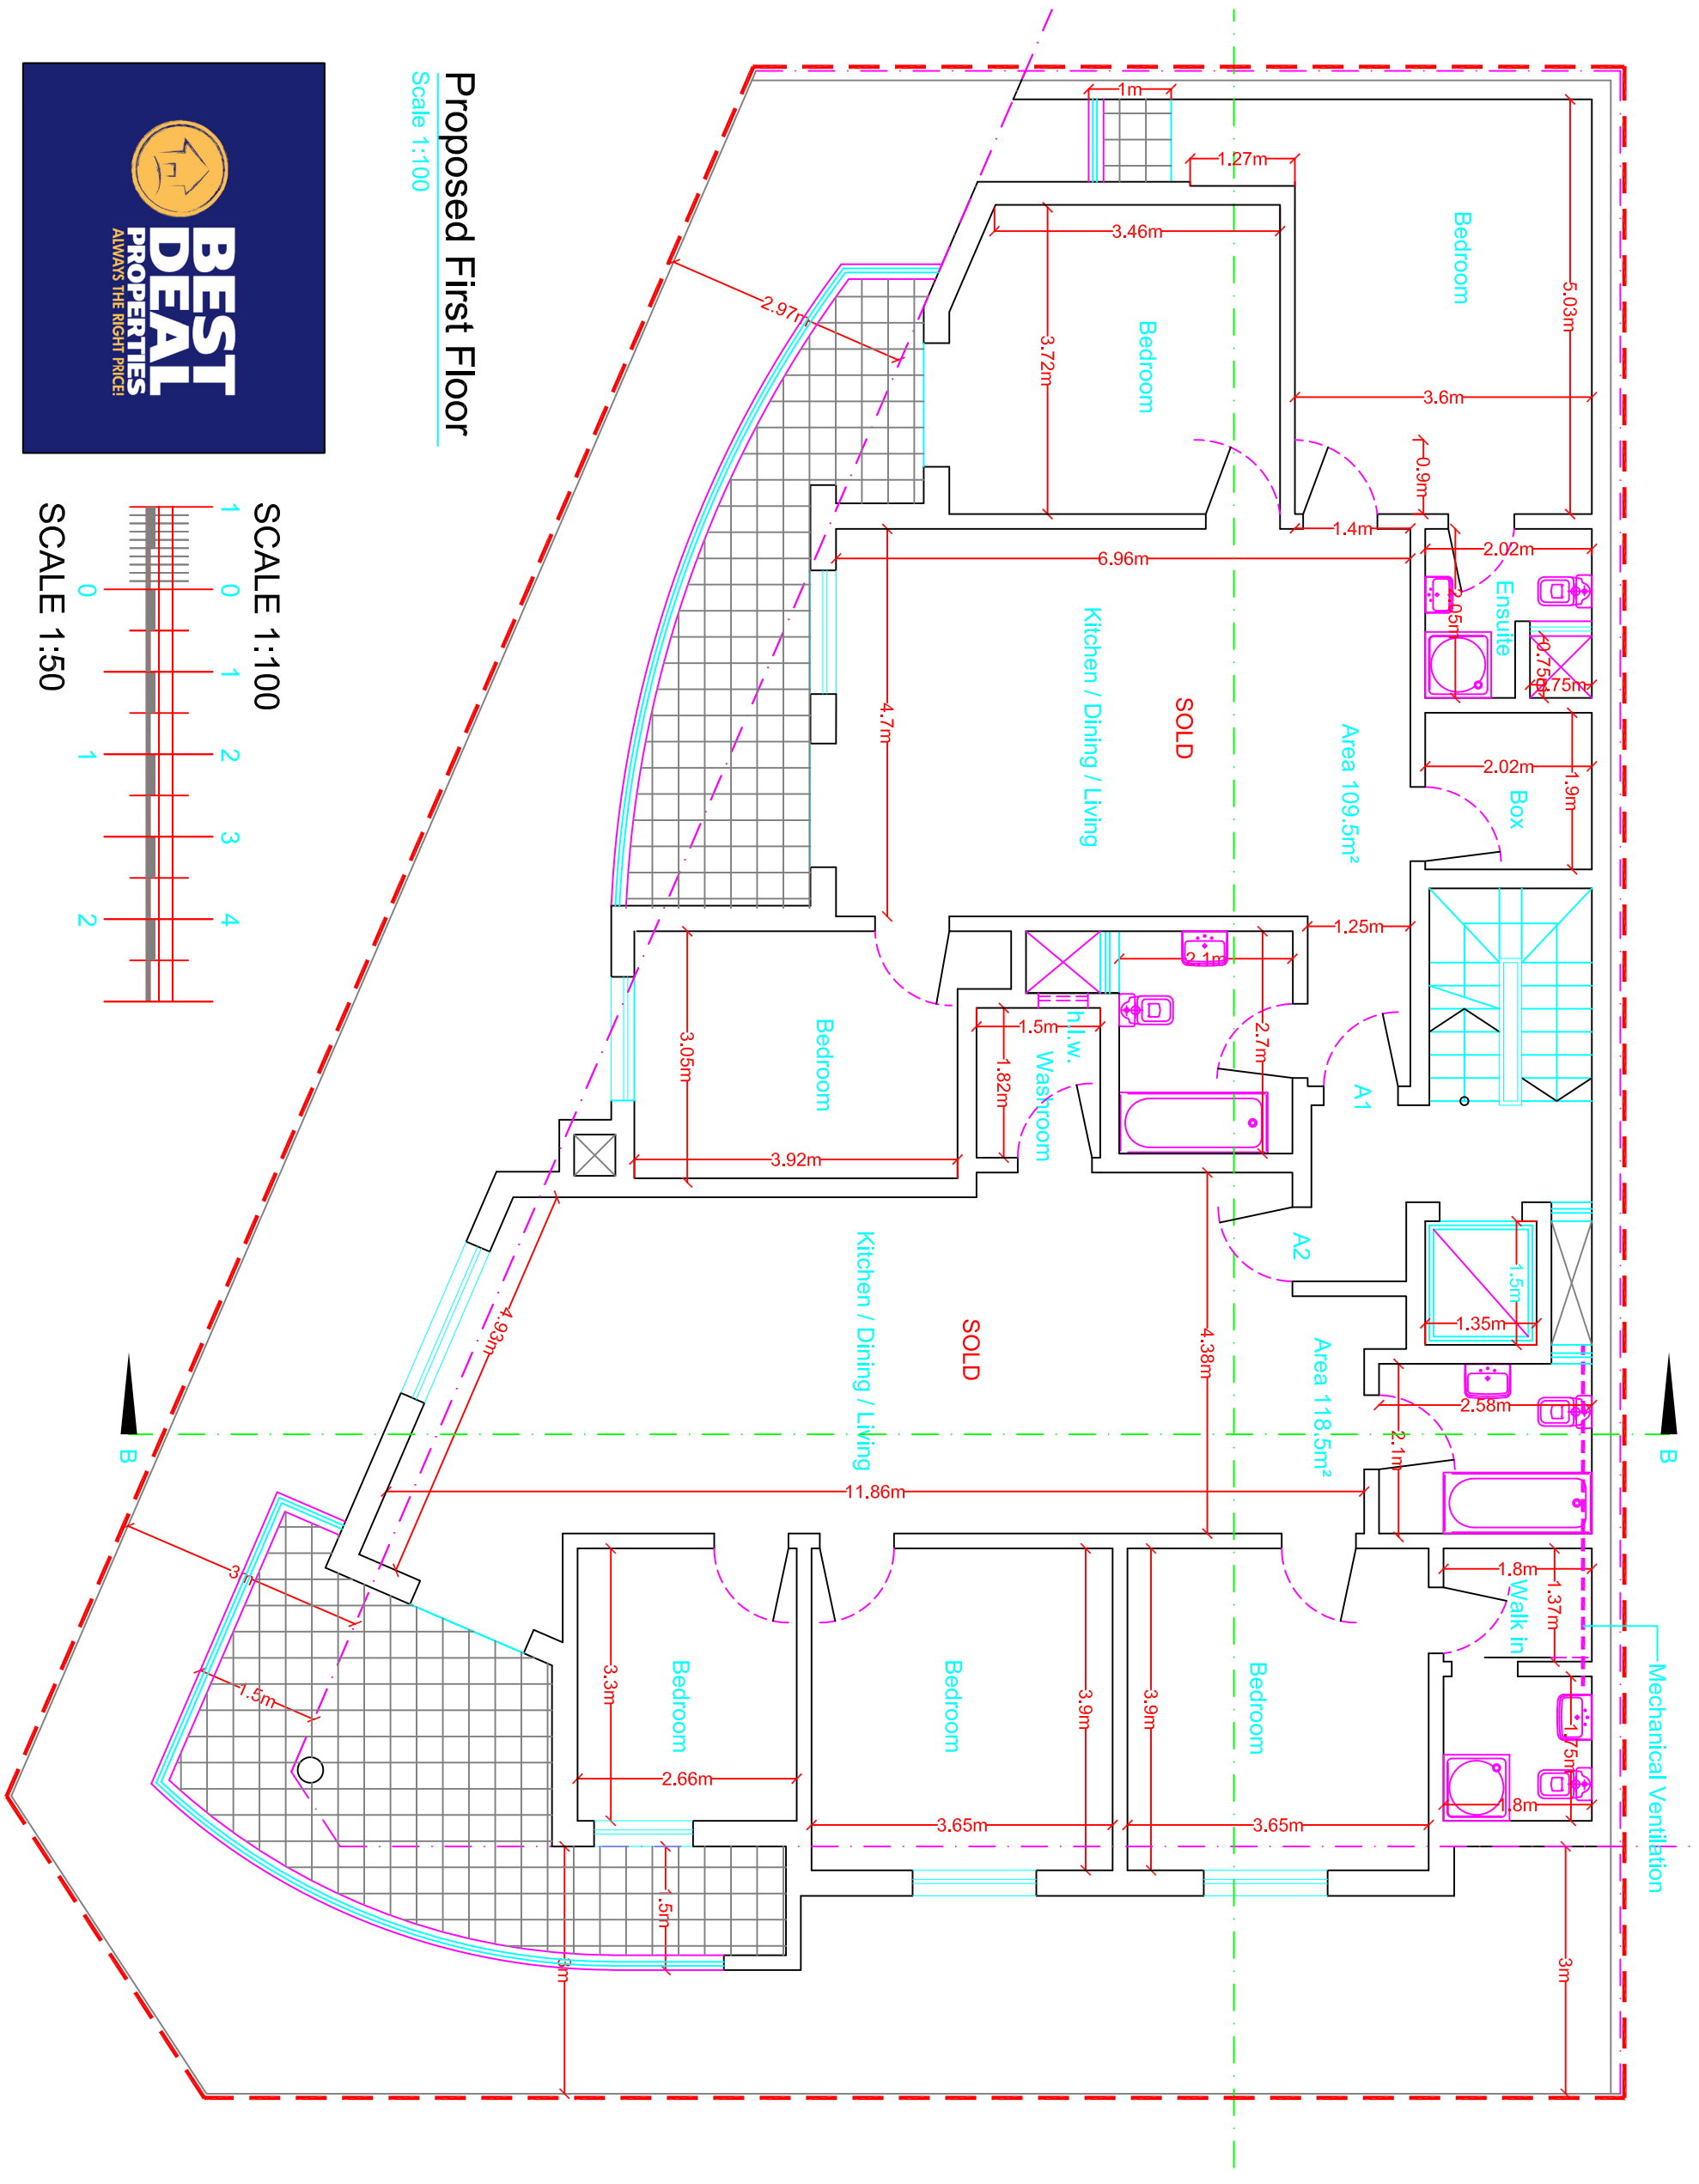 Proposed First Floor
Scale 1:100
BEST
DEAL
PROPERTIES
ALWAYS THE RIGHT PRICE!
SCALE 1:100
1 0 1 2 3 4
SCALE 1:50
0 1 2
Mechanical Ventilation
B
B
Bedroom
5.03m
3.6m
1m
1.27m
0.9m
1.4m
Bedroom
3.46m
3.72m
2.97m
Ensuite
2.02m
2.05m
0.75m
0.75m
Box
2.02m
1.9m
Area 109.5m²
SOLD
Kitchen / Dining / Living
6.96m
4.7m
1.25m
A1
2.1m
2.7m
Bedroom
3.05m
3.92m
h.l.w.
Washroom
1.5m
1.82m
A2
1.5m
1.35m
Area 118.5m²
SOLD
Kitchen / Dining / Living
4.38m
11.86m
4.93m
2.58m
2.1m
Walk in
1.8m
1.37m
1.75m
1.8m
Bedroom
3.9m
3.65m
Bedroom
3.9m
3.65m
Bedroom
3.3m
2.66m
3m
1.5m
1.5m
3m
3m